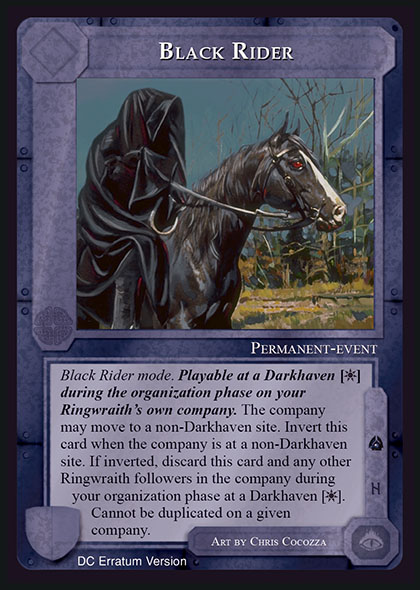 BLACK RIDER
PERMANENT-EVENT
Black Rider mode. Playable at a Darkhaven [☀]
during the organization phase on your
Ringwraith's own company. The company
may move to a non-Darkhaven site. Invert this
card when the company is at a non-Darkhaven
site. If inverted, discard this card and any other
Ringwraith followers in the company during
your organization phase at a Darkhaven [☀].
Cannot be duplicated on a given
company.
ART BY CHRIS COCOZZA
DC Erratum Version